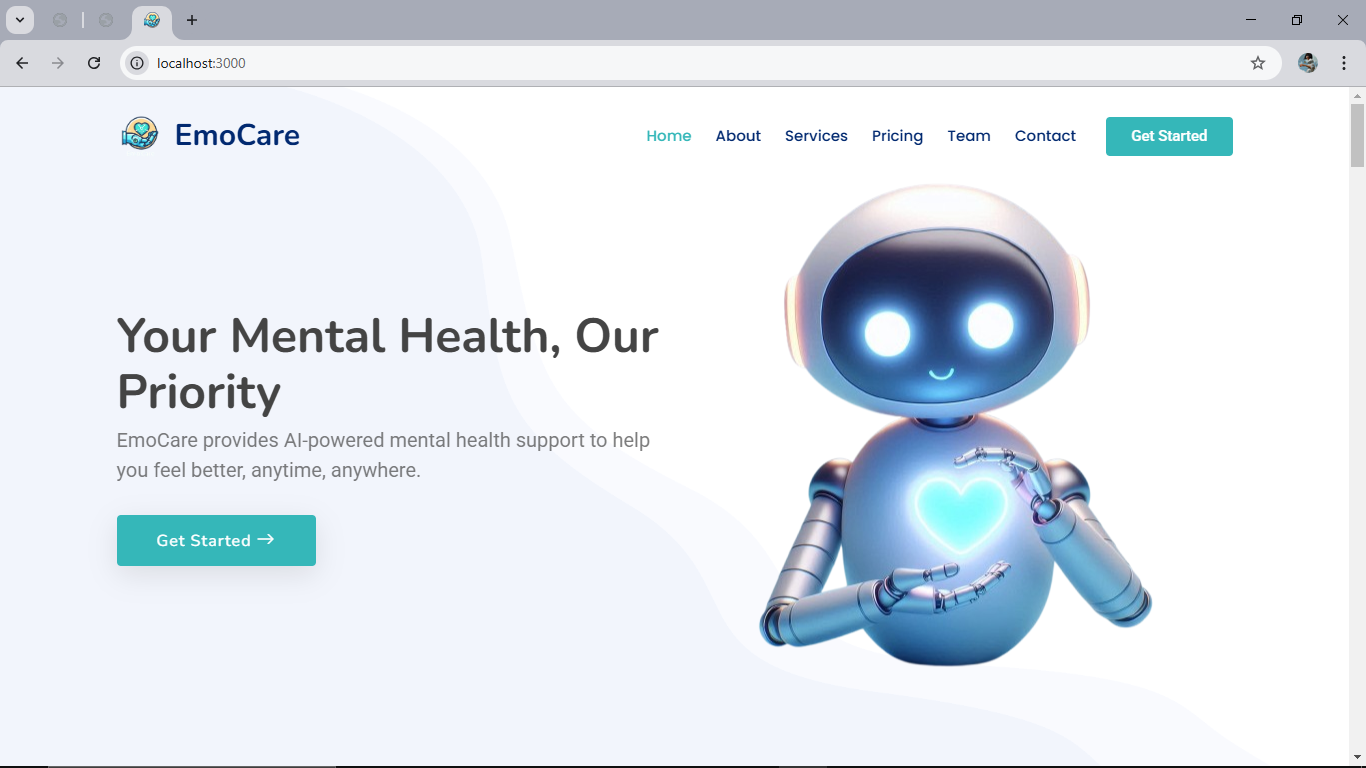 localhost:3000
EmoCare
Home About Services Pricing Team Contact Get Started
Your Mental Health, Our
Priority
EmoCare provides AI-powered mental health support to help
you feel better, anytime, anywhere.
Get Started →